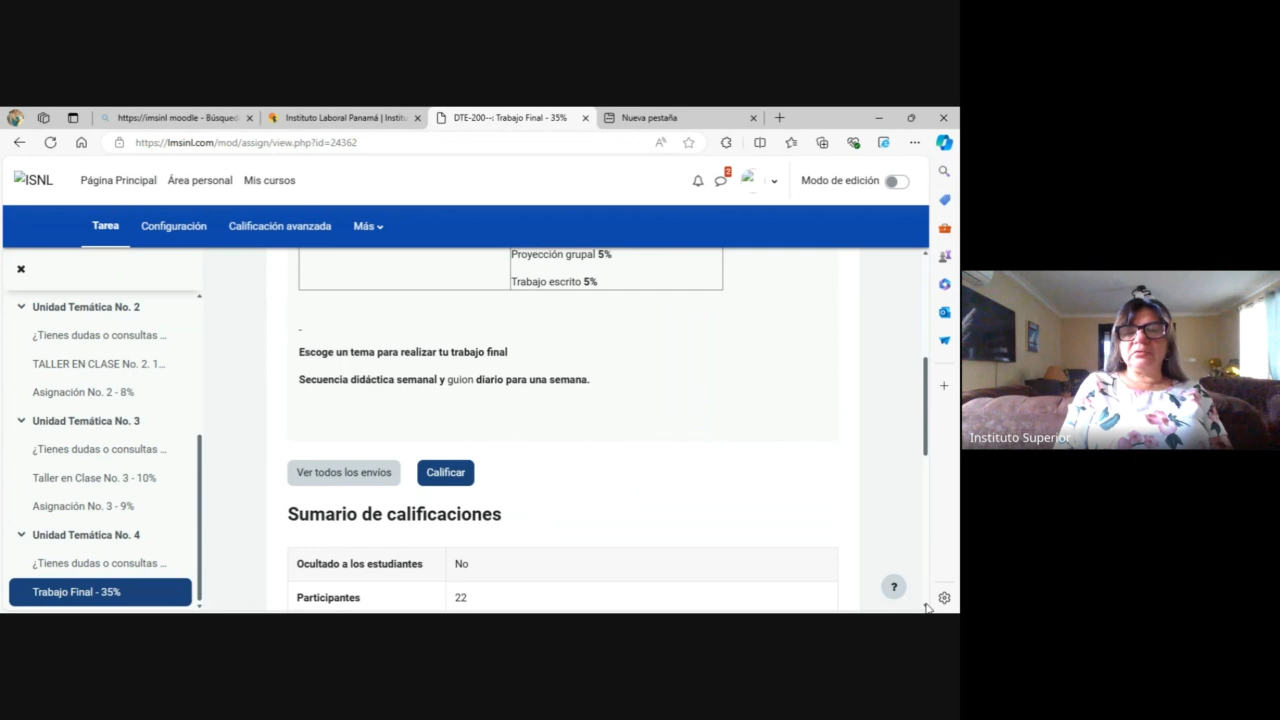 https://imsinl moodle - Búsqued
Instituto Laboral Panamá | Institu
DTE-200--: Trabajo Final - 35%
Nueva pestaña
https://lmsinl.com/mod/assign/view.php?id=24362
ISNL
Página Principal
Área personal
Mis cursos
2
Modo de edición
Tarea
Configuración
Calificación avanzada
Más
Unidad Temática No. 2
¿Tienes dudas o consultas ...
TALLER EN CLASE No. 2. 1...
Asignación No. 2 - 8%
Unidad Temática No. 3
¿Tienes dudas o consultas ...
Taller en Clase No. 3 - 10%
Asignación No. 3 - 9%
Unidad Temática No. 4
¿Tienes dudas o consultas ...
Trabajo Final - 35%
Proyección grupal 5%
Trabajo escrito 5%
-
Escoge un tema para realizar tu trabajo final
Secuencia didáctica semanal y guion diario para una semana.
Ver todos los envíos
Calificar
Sumario de calificaciones
Ocultado a los estudiantes No
Participantes 22
?
Instituto Superior